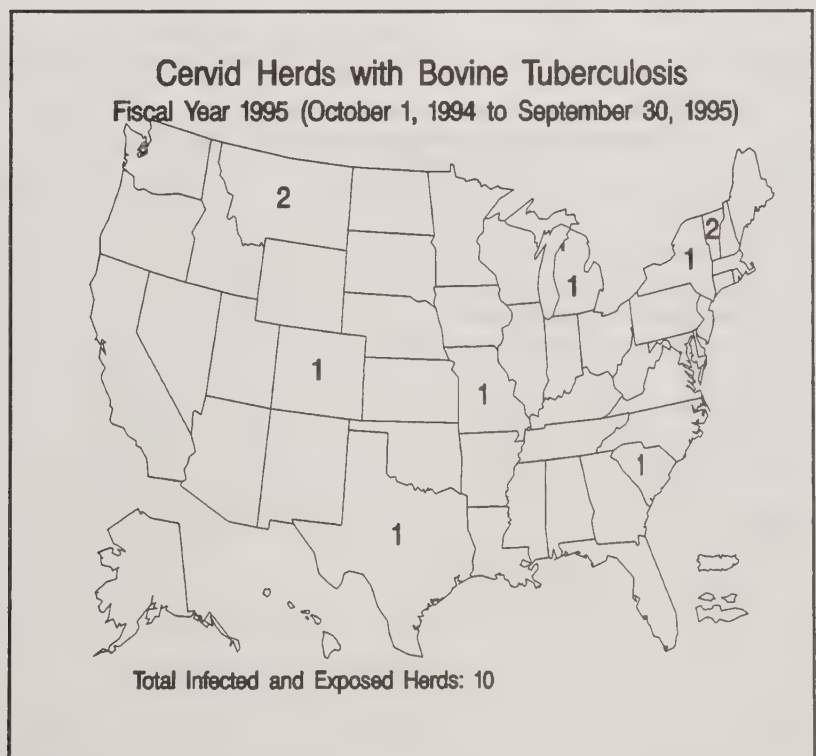 Cervid Herds with Bovine Tuberculosis
Fiscal Year 1995 (October 1, 1994 to September 30, 1995)
2
2
1
1
1
1
1
1
Total Infected and Exposed Herds: 10